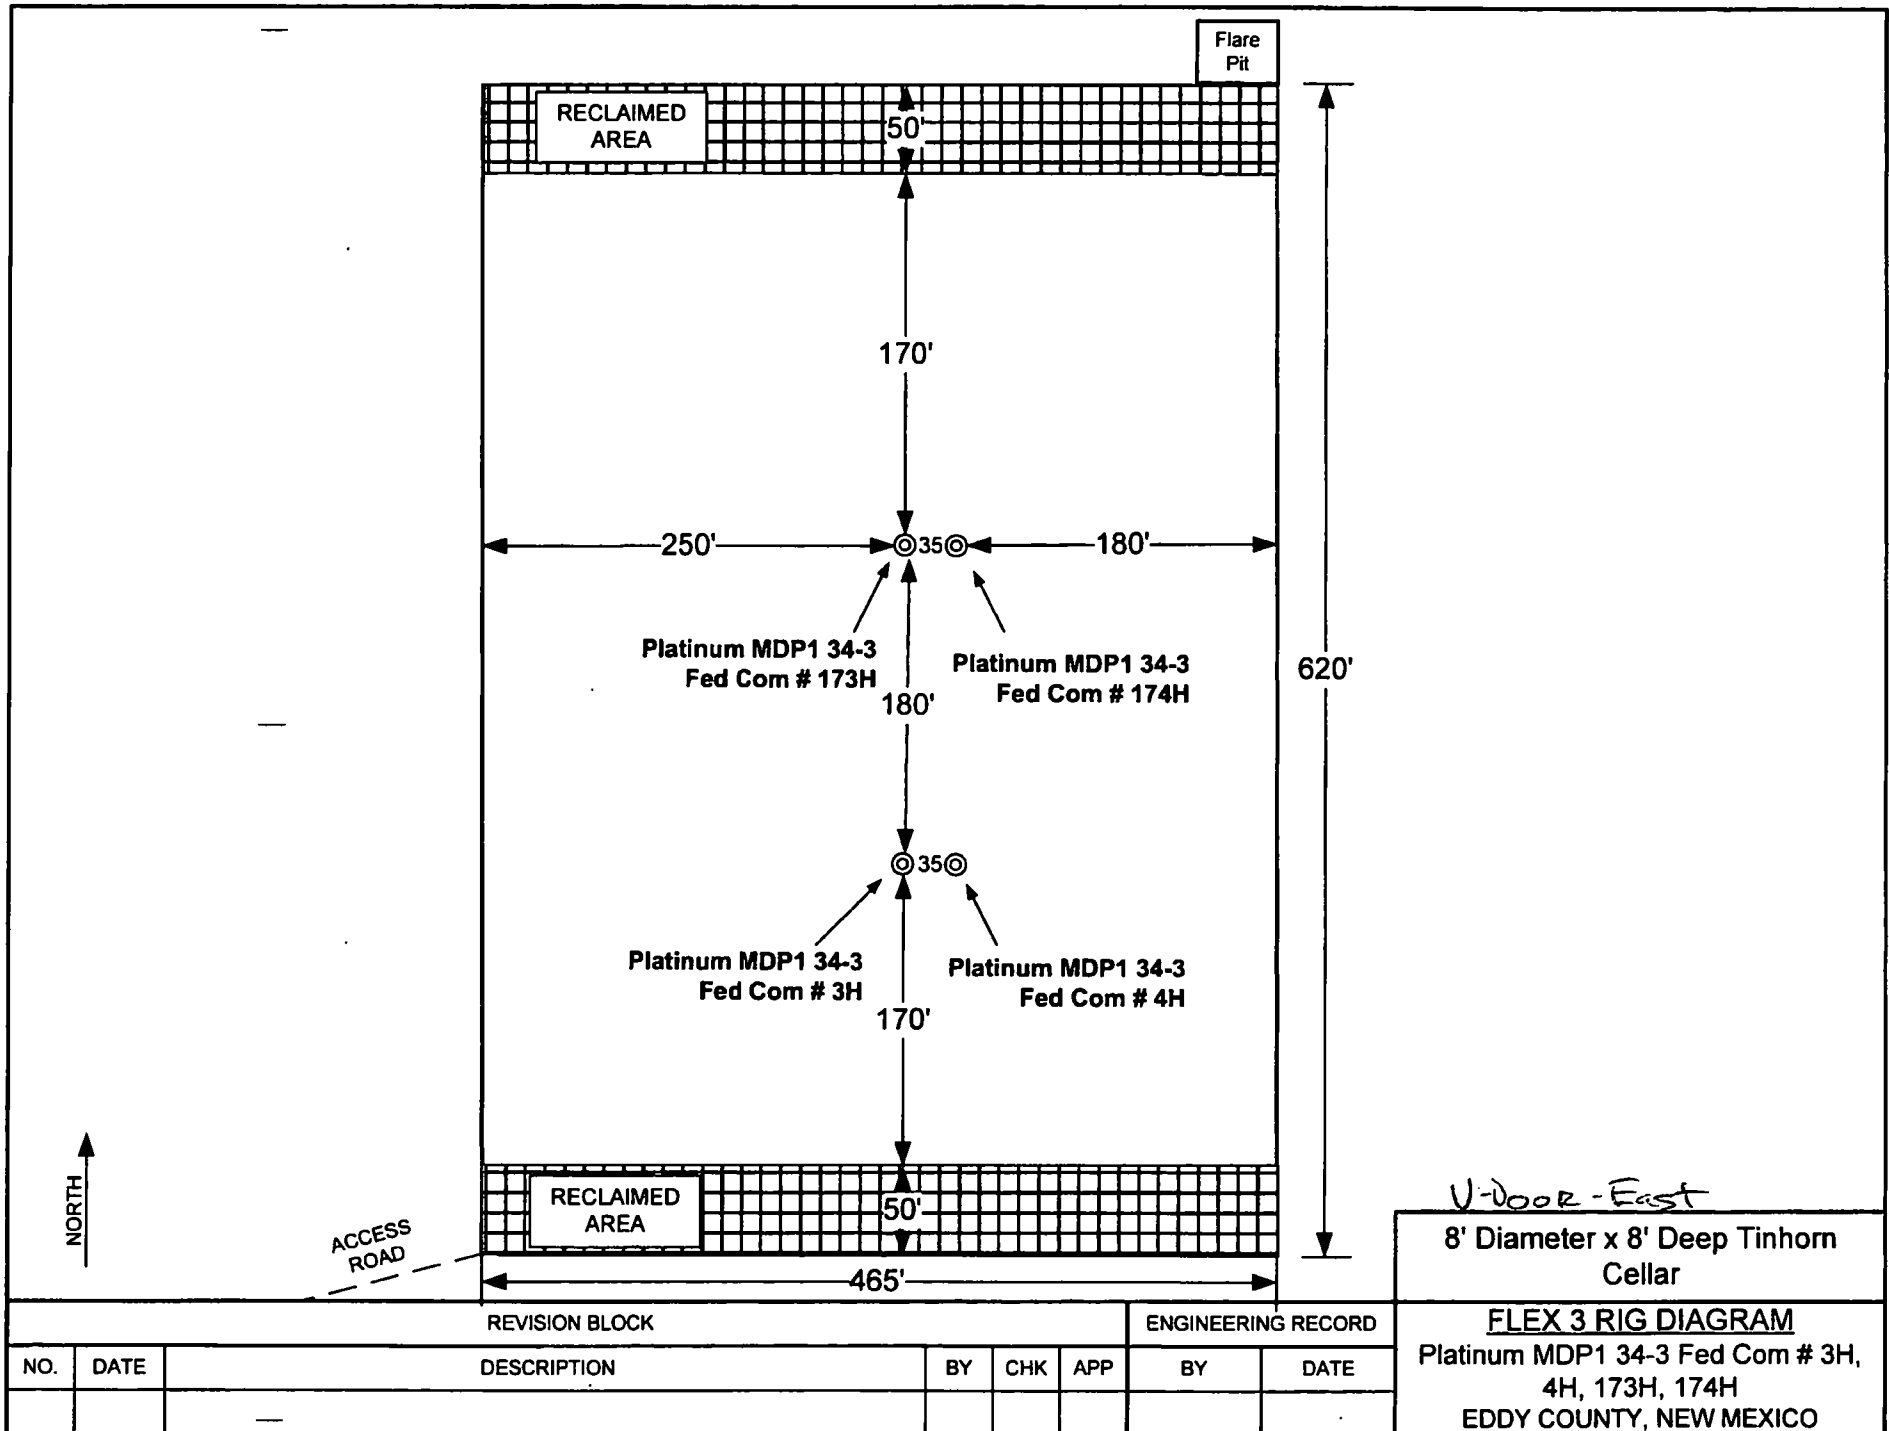 Flare
Pit
RECLAIMED
AREA
50'
170'
250'
35
180'
Platinum MDP1 34-3
Fed Com # 173H
Platinum MDP1 34-3
Fed Com # 174H
620'
180'
35
Platinum MDP1 34-3
Fed Com # 3H
Platinum MDP1 34-3
Fed Com # 4H
170'
NORTH
ACCESS
ROAD
RECLAIMED
AREA
50'
465'
V-Door-East
8' Diameter x 8' Deep Tinhorn
Cellar
REVISION BLOCK
ENGINEERING RECORD
NO.
DATE
DESCRIPTION
BY
CHK
APP
BY
DATE
FLEX 3 RIG DIAGRAM
Platinum MDP1 34-3 Fed Com # 3H,
4H, 173H, 174H
EDDY COUNTY, NEW MEXICO